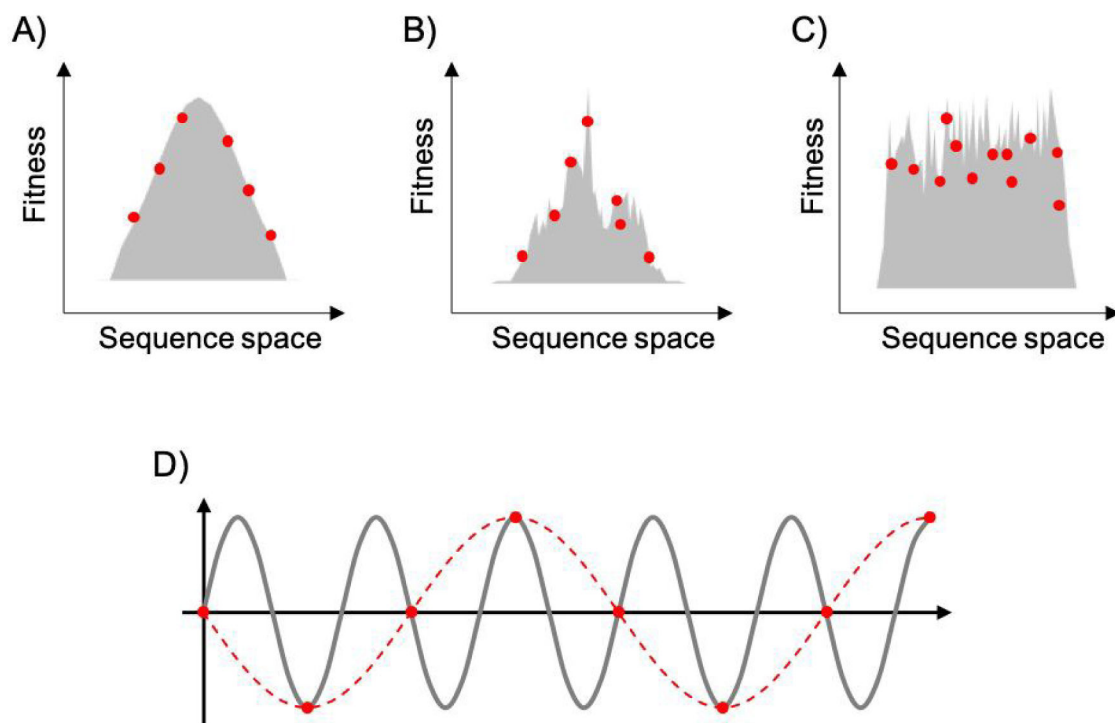 A)
B)
C)
Fitness
Fitness
Fitness
Sequence space
Sequence space
Sequence space
D)